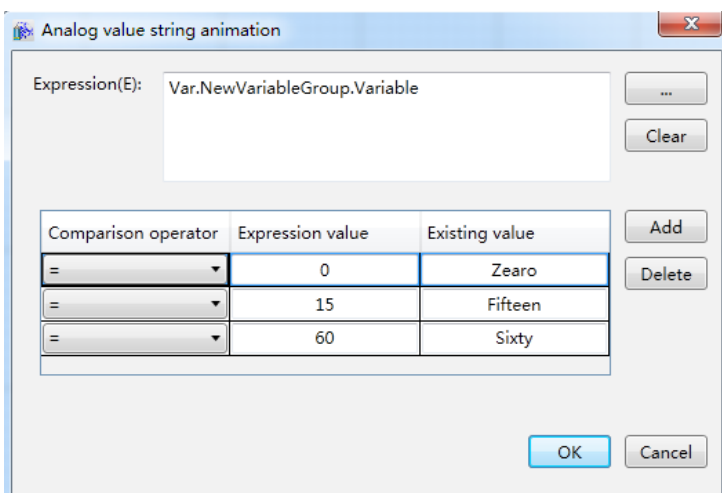 Analog value string animation
Expression(E):
Var.NewVariableGroup.Variable
...
Clear
Comparison operator Expression value Existing value
Add
= 0 Zearo
Delete
= 15 Fifteen
= 60 Sixty
OK Cancel